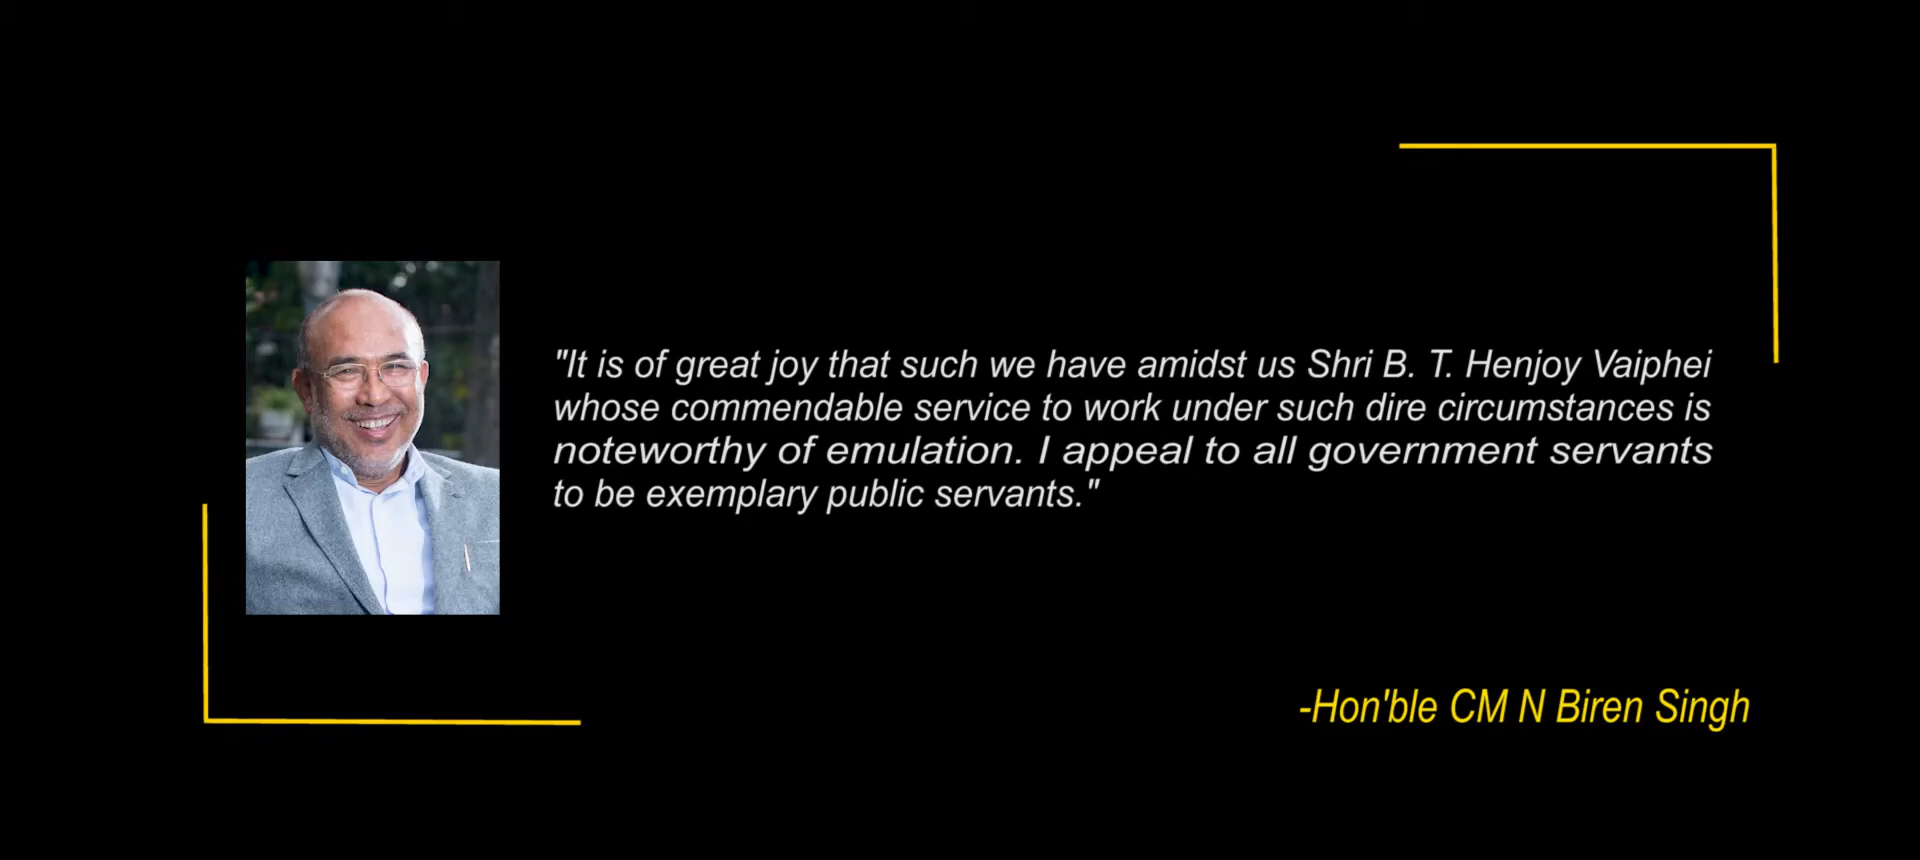 "It is of great joy that such we have amidst us Shri B. T. Henjoy Vaiphei
whose commendable service to work under such dire circumstances is
noteworthy of emulation. I appeal to all government servants
to be exemplary public servants."
-Hon'ble CM N Biren Singh